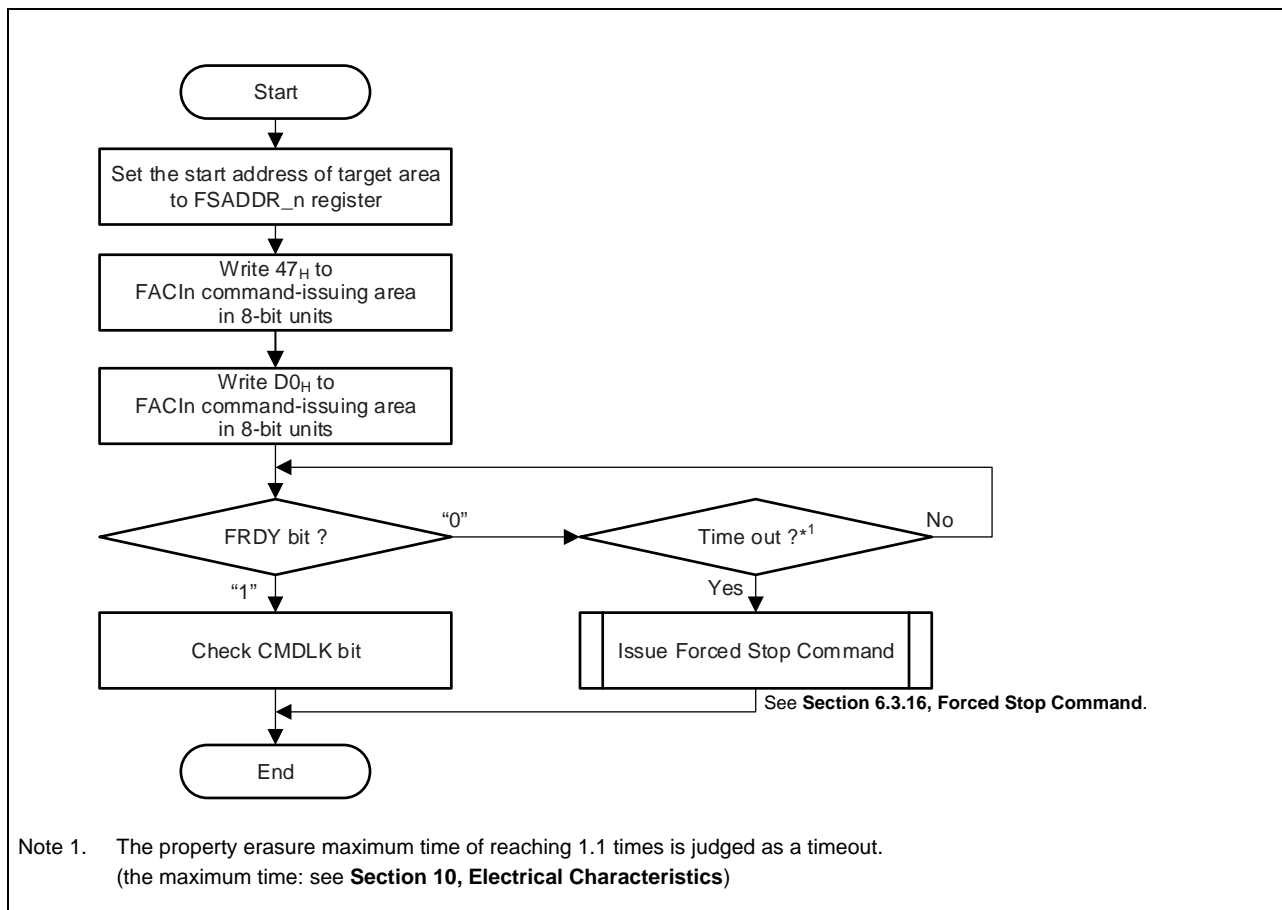 Start
Set the start address of target area
to FSADDR_n register
Write 47H to
FACIn command-issuing area
in 8-bit units
Write D0H to
FACIn command-issuing area
in 8-bit units
FRDY bit ?
“0”
Time out ?*1
No
“1”
Yes
Check CMDLK bit
Issue Forced Stop Command
See Section 6.3.16, Forced Stop Command.
End
Note 1. The property erasure maximum time of reaching 1.1 times is judged as a timeout.
(the maximum time: see Section 10, Electrical Characteristics)